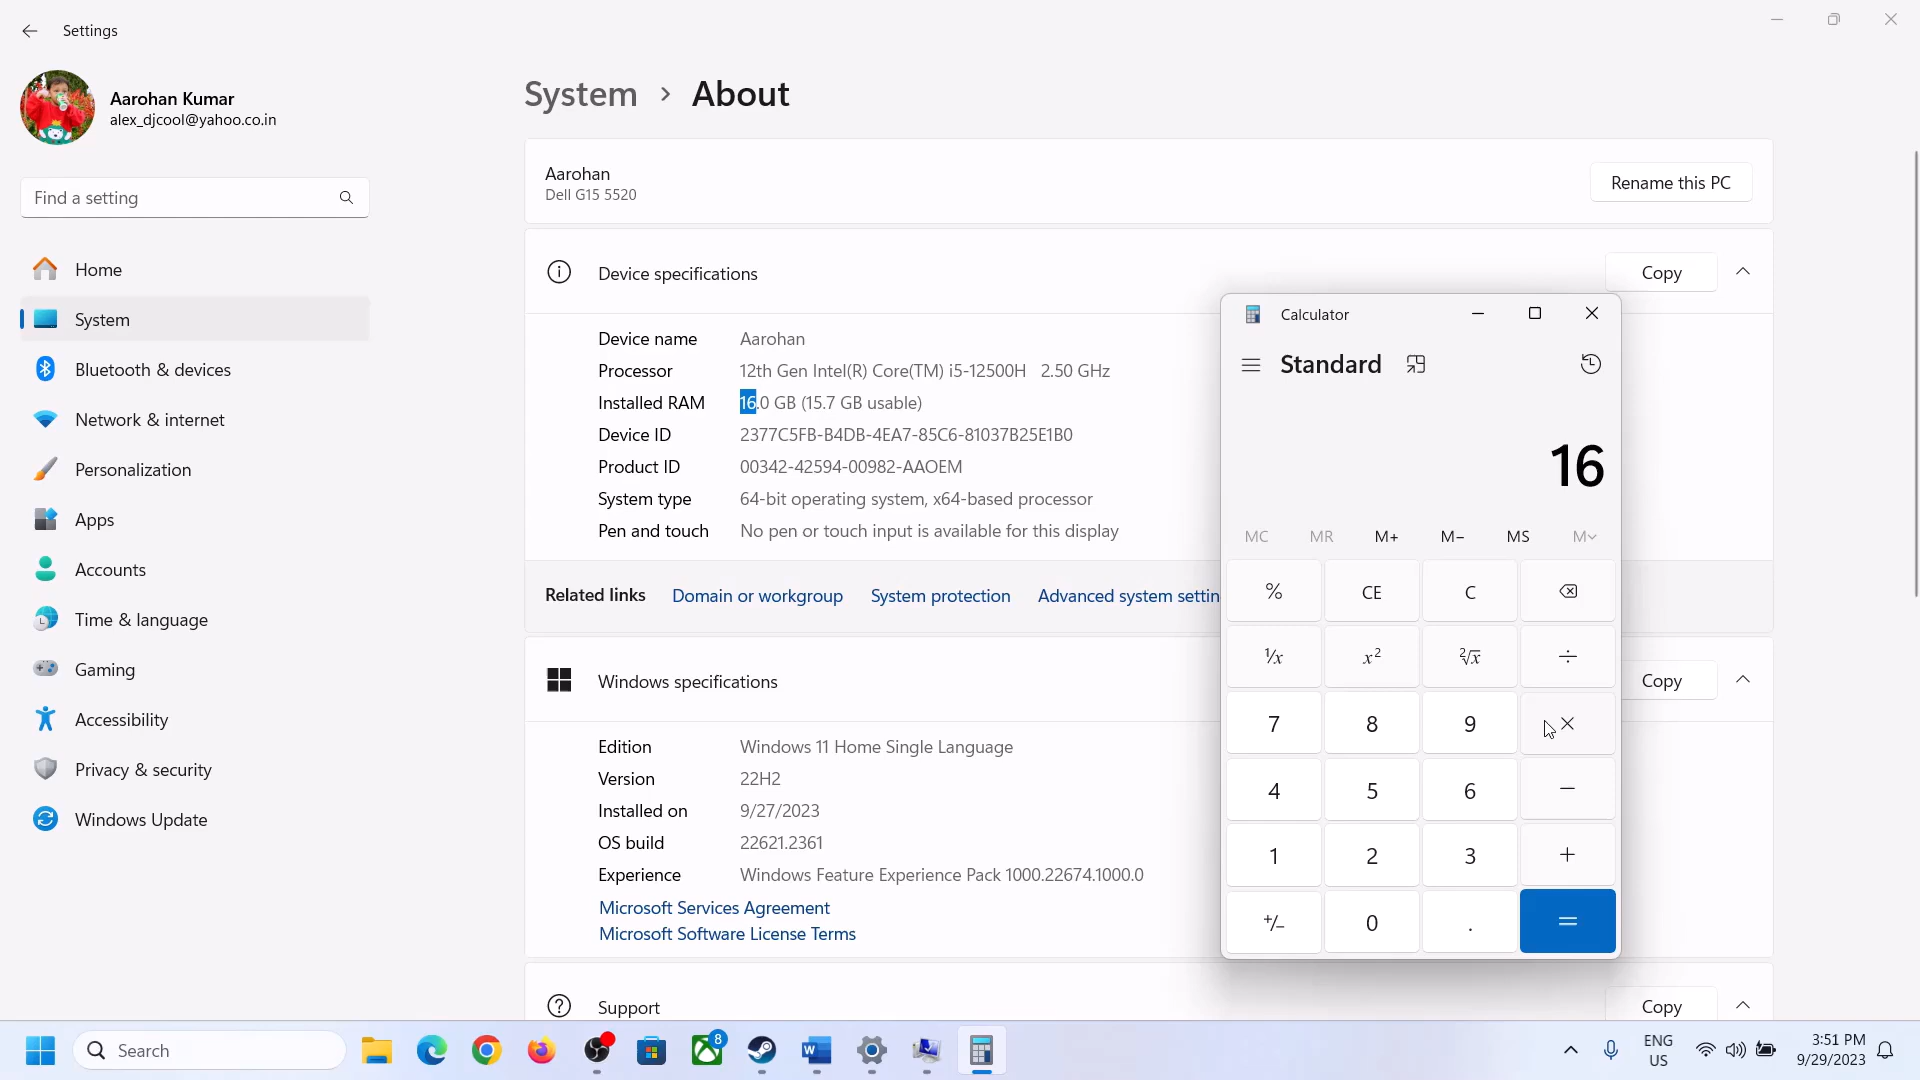 Settings
Aarohan Kumar
alex_djcool@yahoo.co.in
Find a setting
Home
System
Bluetooth & devices
Network & internet
Personalization
Apps
Accounts
Time & language
Gaming
Accessibility
Privacy & security
Windows Update
System > About
Aarohan
Dell G15 5520
Rename this PC
Device specifications
Copy
Device name Aarohan
Processor 12th Gen Intel(R) Core(TM) i5-12500H 2.50 GHz
Installed RAM 16.0 GB (15.7 GB usable)
Device ID 2377C5FB-B4DB-4EA7-85C6-81037B25E1B0
Product ID 00342-42594-00982-AAOEM
System type 64-bit operating system, x64-based processor
Pen and touch No pen or touch input is available for this display
Related links Domain or workgroup System protection Advanced system settin
Windows specifications
Copy
Edition Windows 11 Home Single Language
Version 22H2
Installed on 9/27/2023
OS build 22621.2361
Experience Windows Feature Experience Pack 1000.22674.1000.0
Microsoft Services Agreement
Microsoft Software License Terms
Support
Copy
Calculator
Standard
16
MC MR M+ M− MS M˅
% CE C
⅟x x² ²√x ÷
7 8 9 ×
4 5 6 −
1 2 3 +
+/− 0 . =
Search
8
ENG
US
3:51 PM
9/29/2023